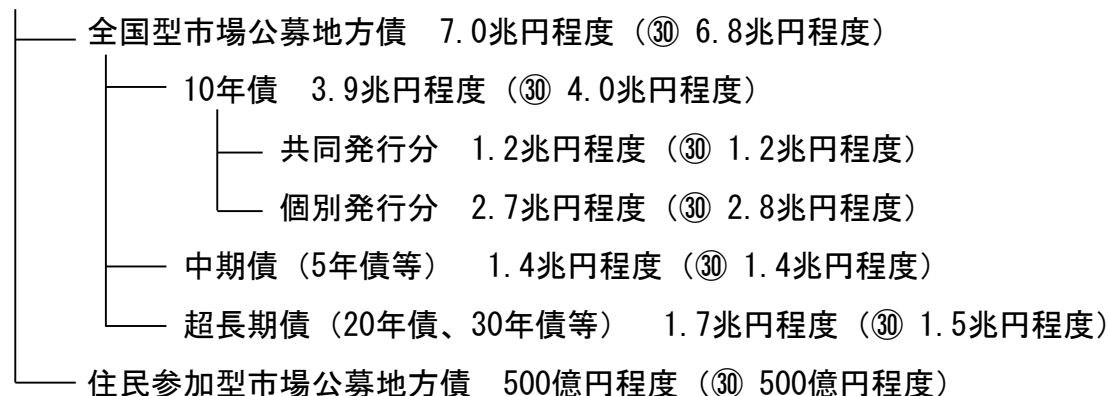 全国型市場公募地方債　7.0兆円程度（㉚ 6.8兆円程度）
10年債　3.9兆円程度（㉚ 4.0兆円程度）
共同発行分　1.2兆円程度（㉚ 1.2兆円程度）
個別発行分　2.7兆円程度（㉚ 2.8兆円程度）
中期債（5年債等）　1.4兆円程度（㉚ 1.4兆円程度）
超長期債（20年債、30年債等）　1.7兆円程度（㉚ 1.5兆円程度）
住民参加型市場公募地方債　500億円程度（㉚ 500億円程度）